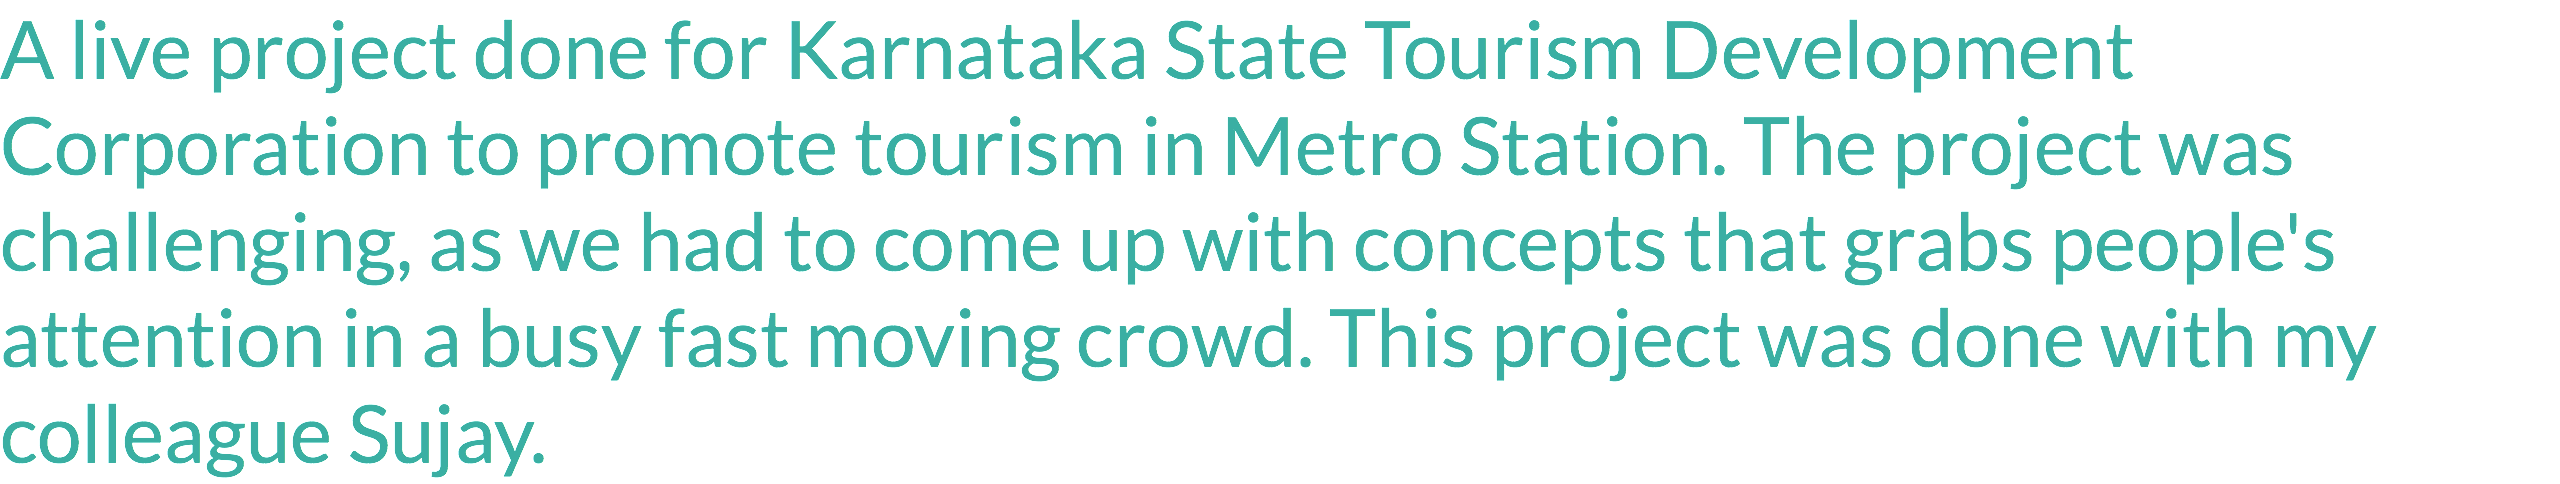 A live project done for Karnataka State Tourism Development
Corporation to promote tourism in Metro Station. The project was
challenging, as we had to come up with concepts that grabs people's
attention in a busy fast moving crowd. This project was done with my
colleague Sujay.